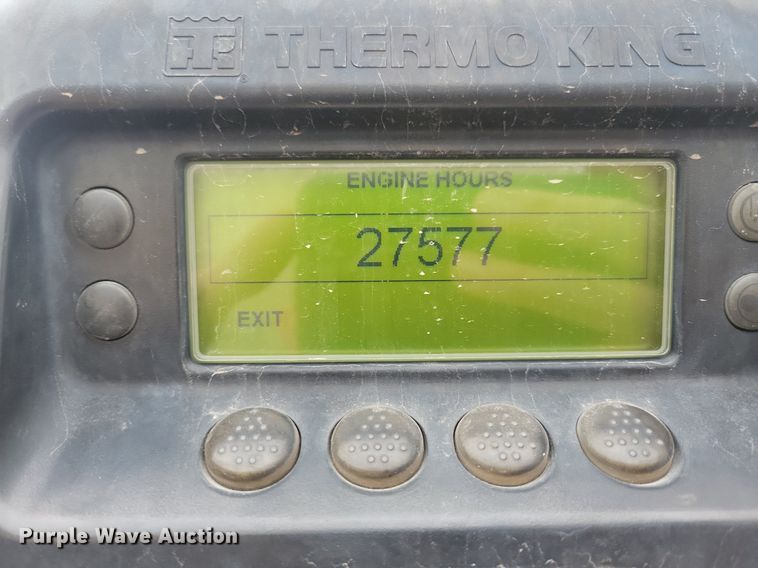 THERMO KING
ENGINE HOURS
27577
EXIT
Purple Wave Auction